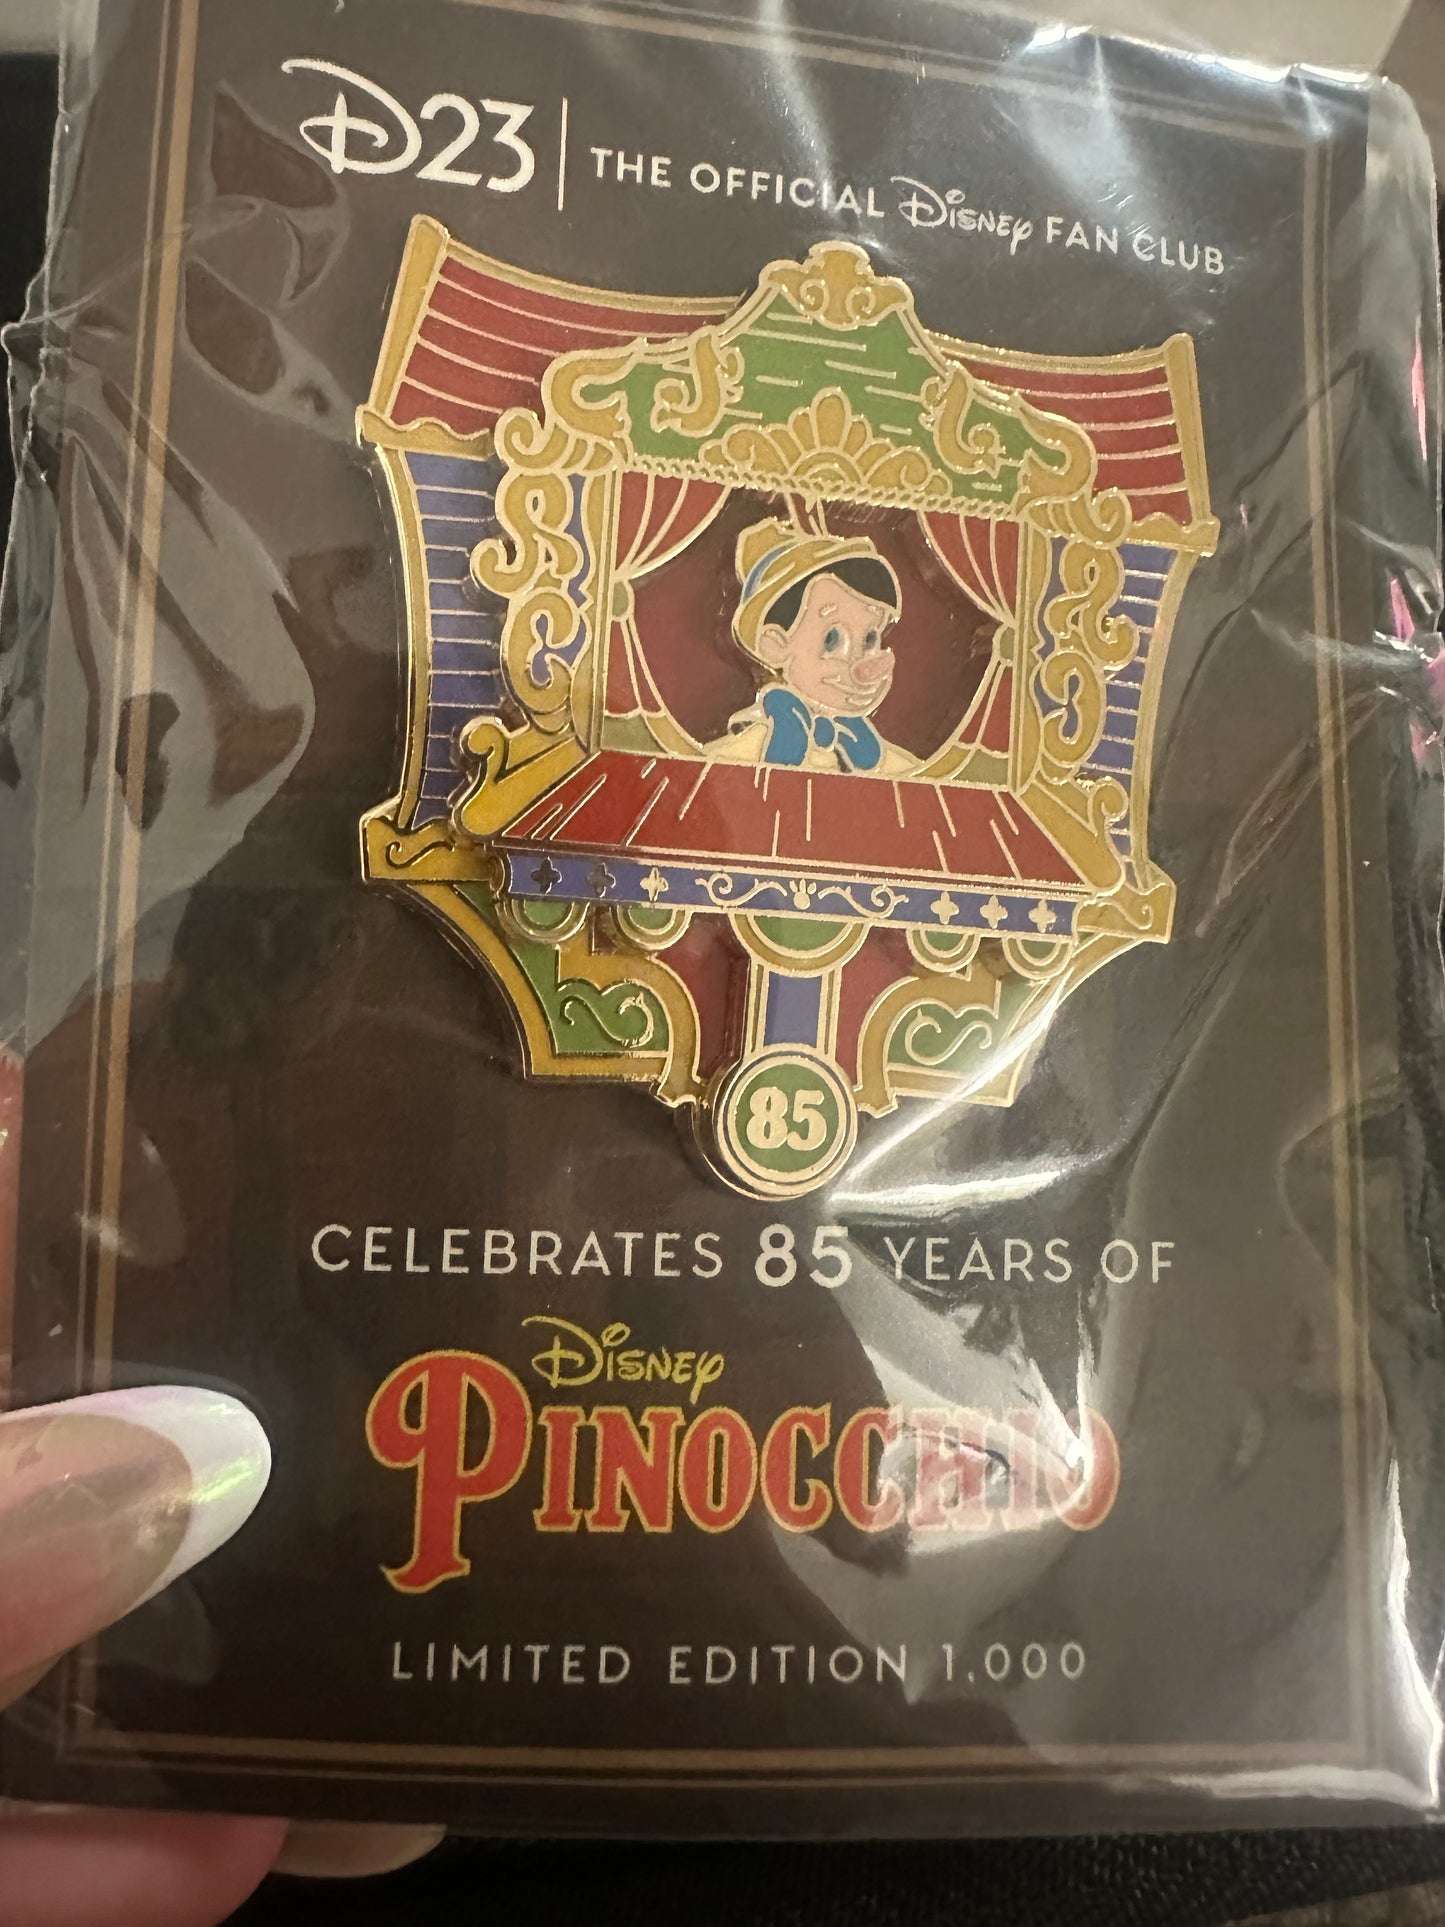 D23 | THE OFFICIAL Disney FAN CLUB
85
CELEBRATES 85 YEARS OF
Disney
PINOCCHIO
LIMITED EDITION 1,000